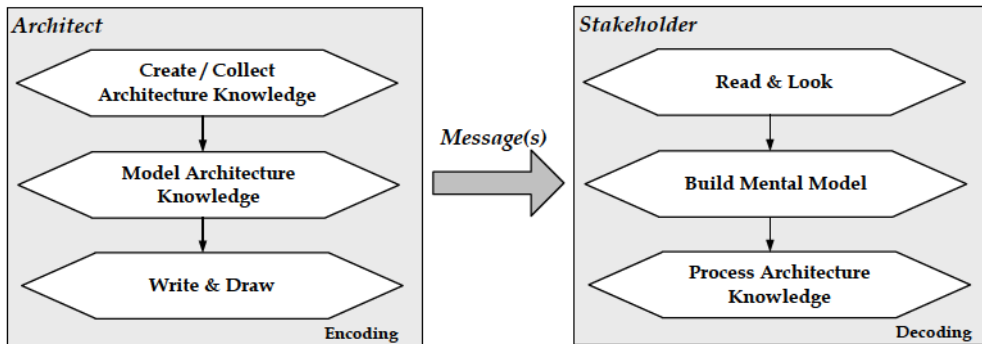 Architect
Create / Collect
Architecture Knowledge
Model Architecture
Knowledge
Write & Draw
Encoding
Message(s)
Stakeholder
Read & Look
Build Mental Model
Process Architecture
Knowledge
Decoding